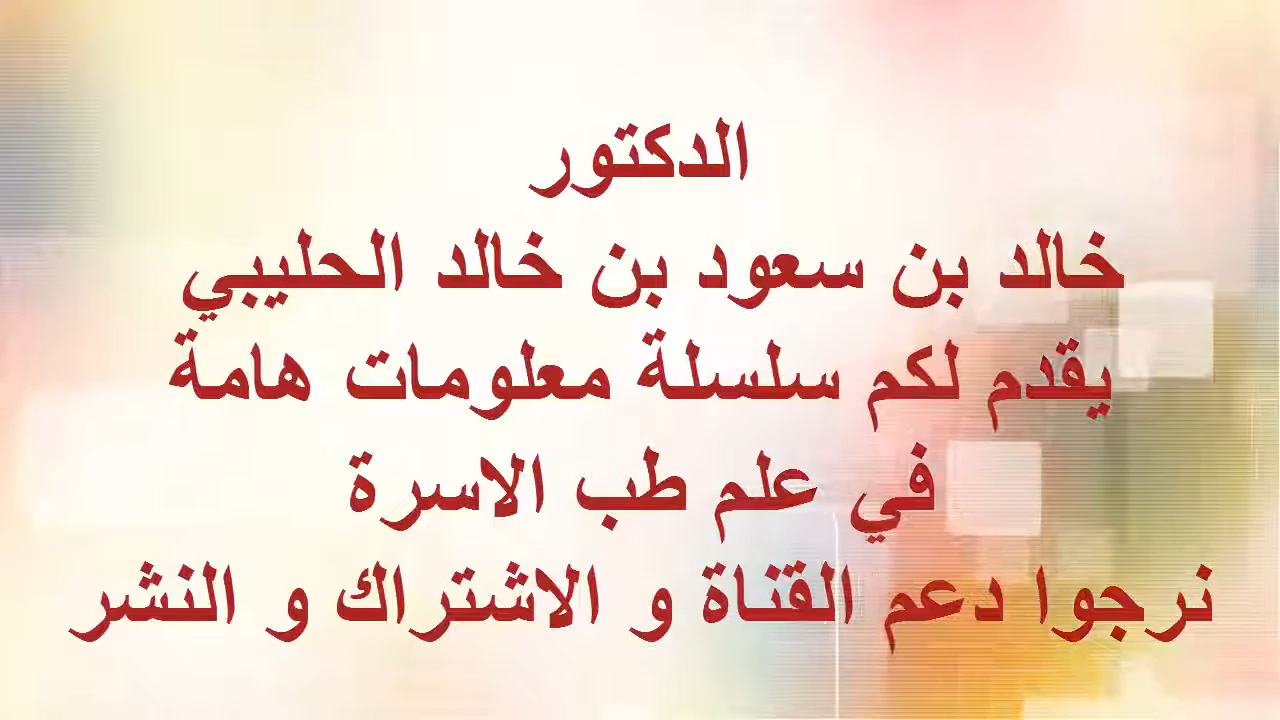 الدكتور
خالد بن سعود بن خالد الحليبي
يقدم لكم سلسلة معلومات هامة
في علم طب الاسرة
نرجوا دعم القناة و الاشتراك و النشر